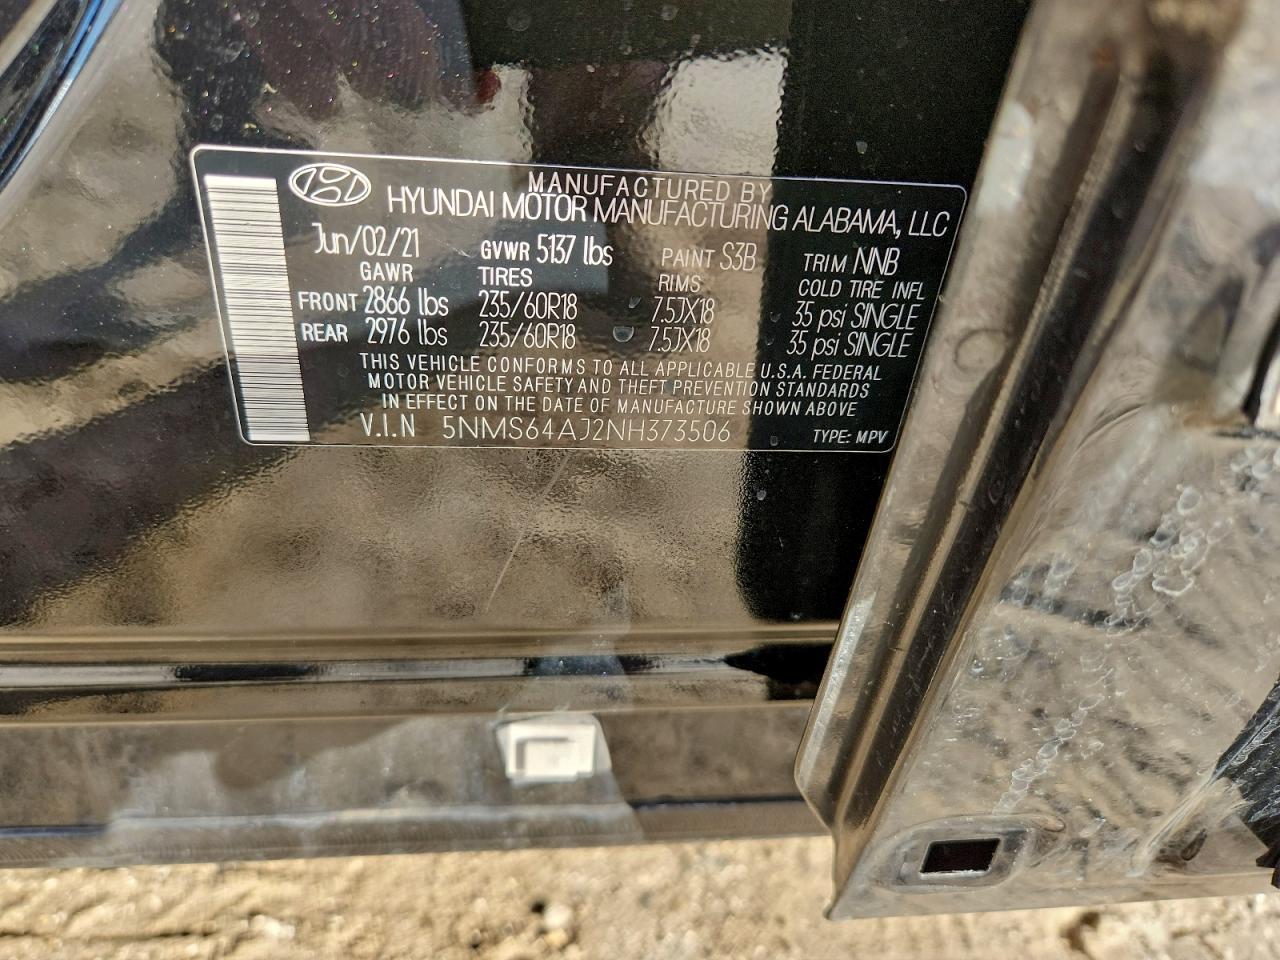 MANUFACTURED BY
HYUNDAI MOTOR MANUFACTURING ALABAMA, LLC
Jun/02/21 GVWR 5137 lbs PAINT S3B TRIM NNB
GAWR TIRES RIMS COLD TIRE INFL
FRONT 2866 lbs 235/60R18 7.5JX18 35 psi SINGLE
REAR 2976 lbs 235/60R18 7.5JX18 35 psi SINGLE
THIS VEHICLE CONFORMS TO ALL APPLICABLE U.S.A. FEDERAL
MOTOR VEHICLE SAFETY AND THEFT PREVENTION STANDARDS
IN EFFECT ON THE DATE OF MANUFACTURE SHOWN ABOVE
V.I.N 5NMS64AJ2NH373506 TYPE: MPV